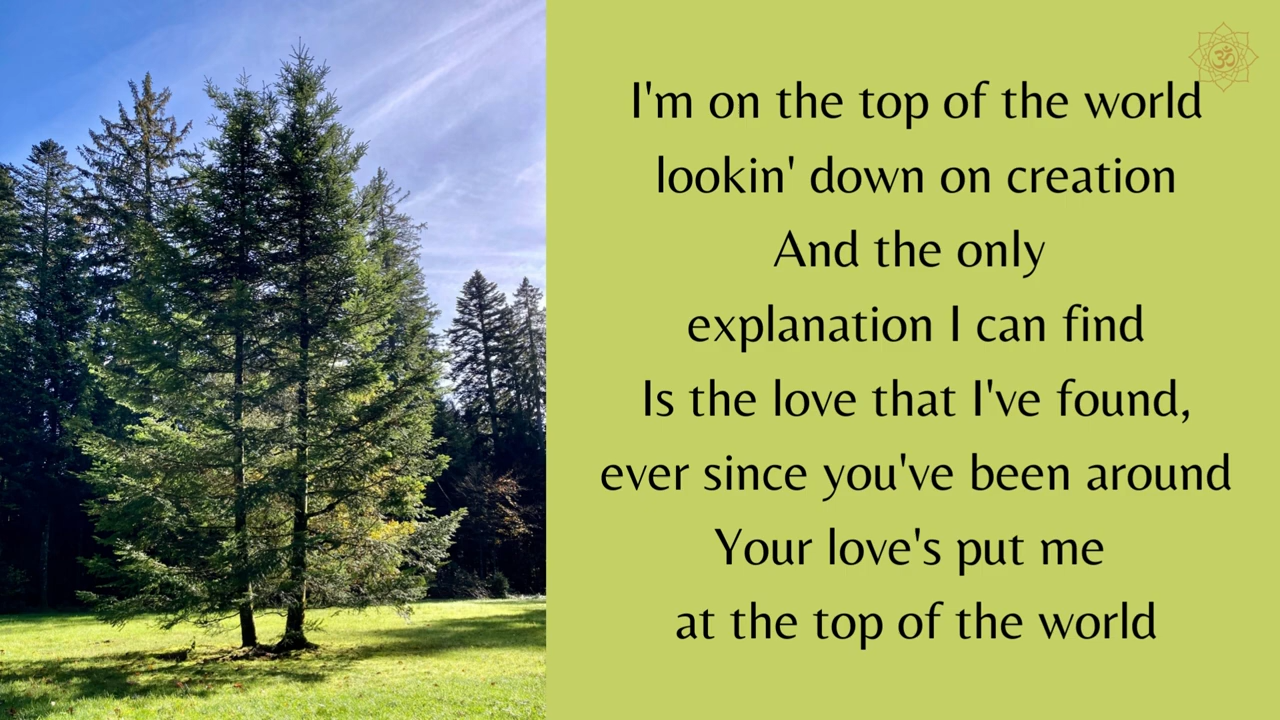 I'm on the top of the world
lookin' down on creation
And the only
explanation I can find
Is the love that I've found,
ever since you've been around
Your love's put me
at the top of the world
ॐ